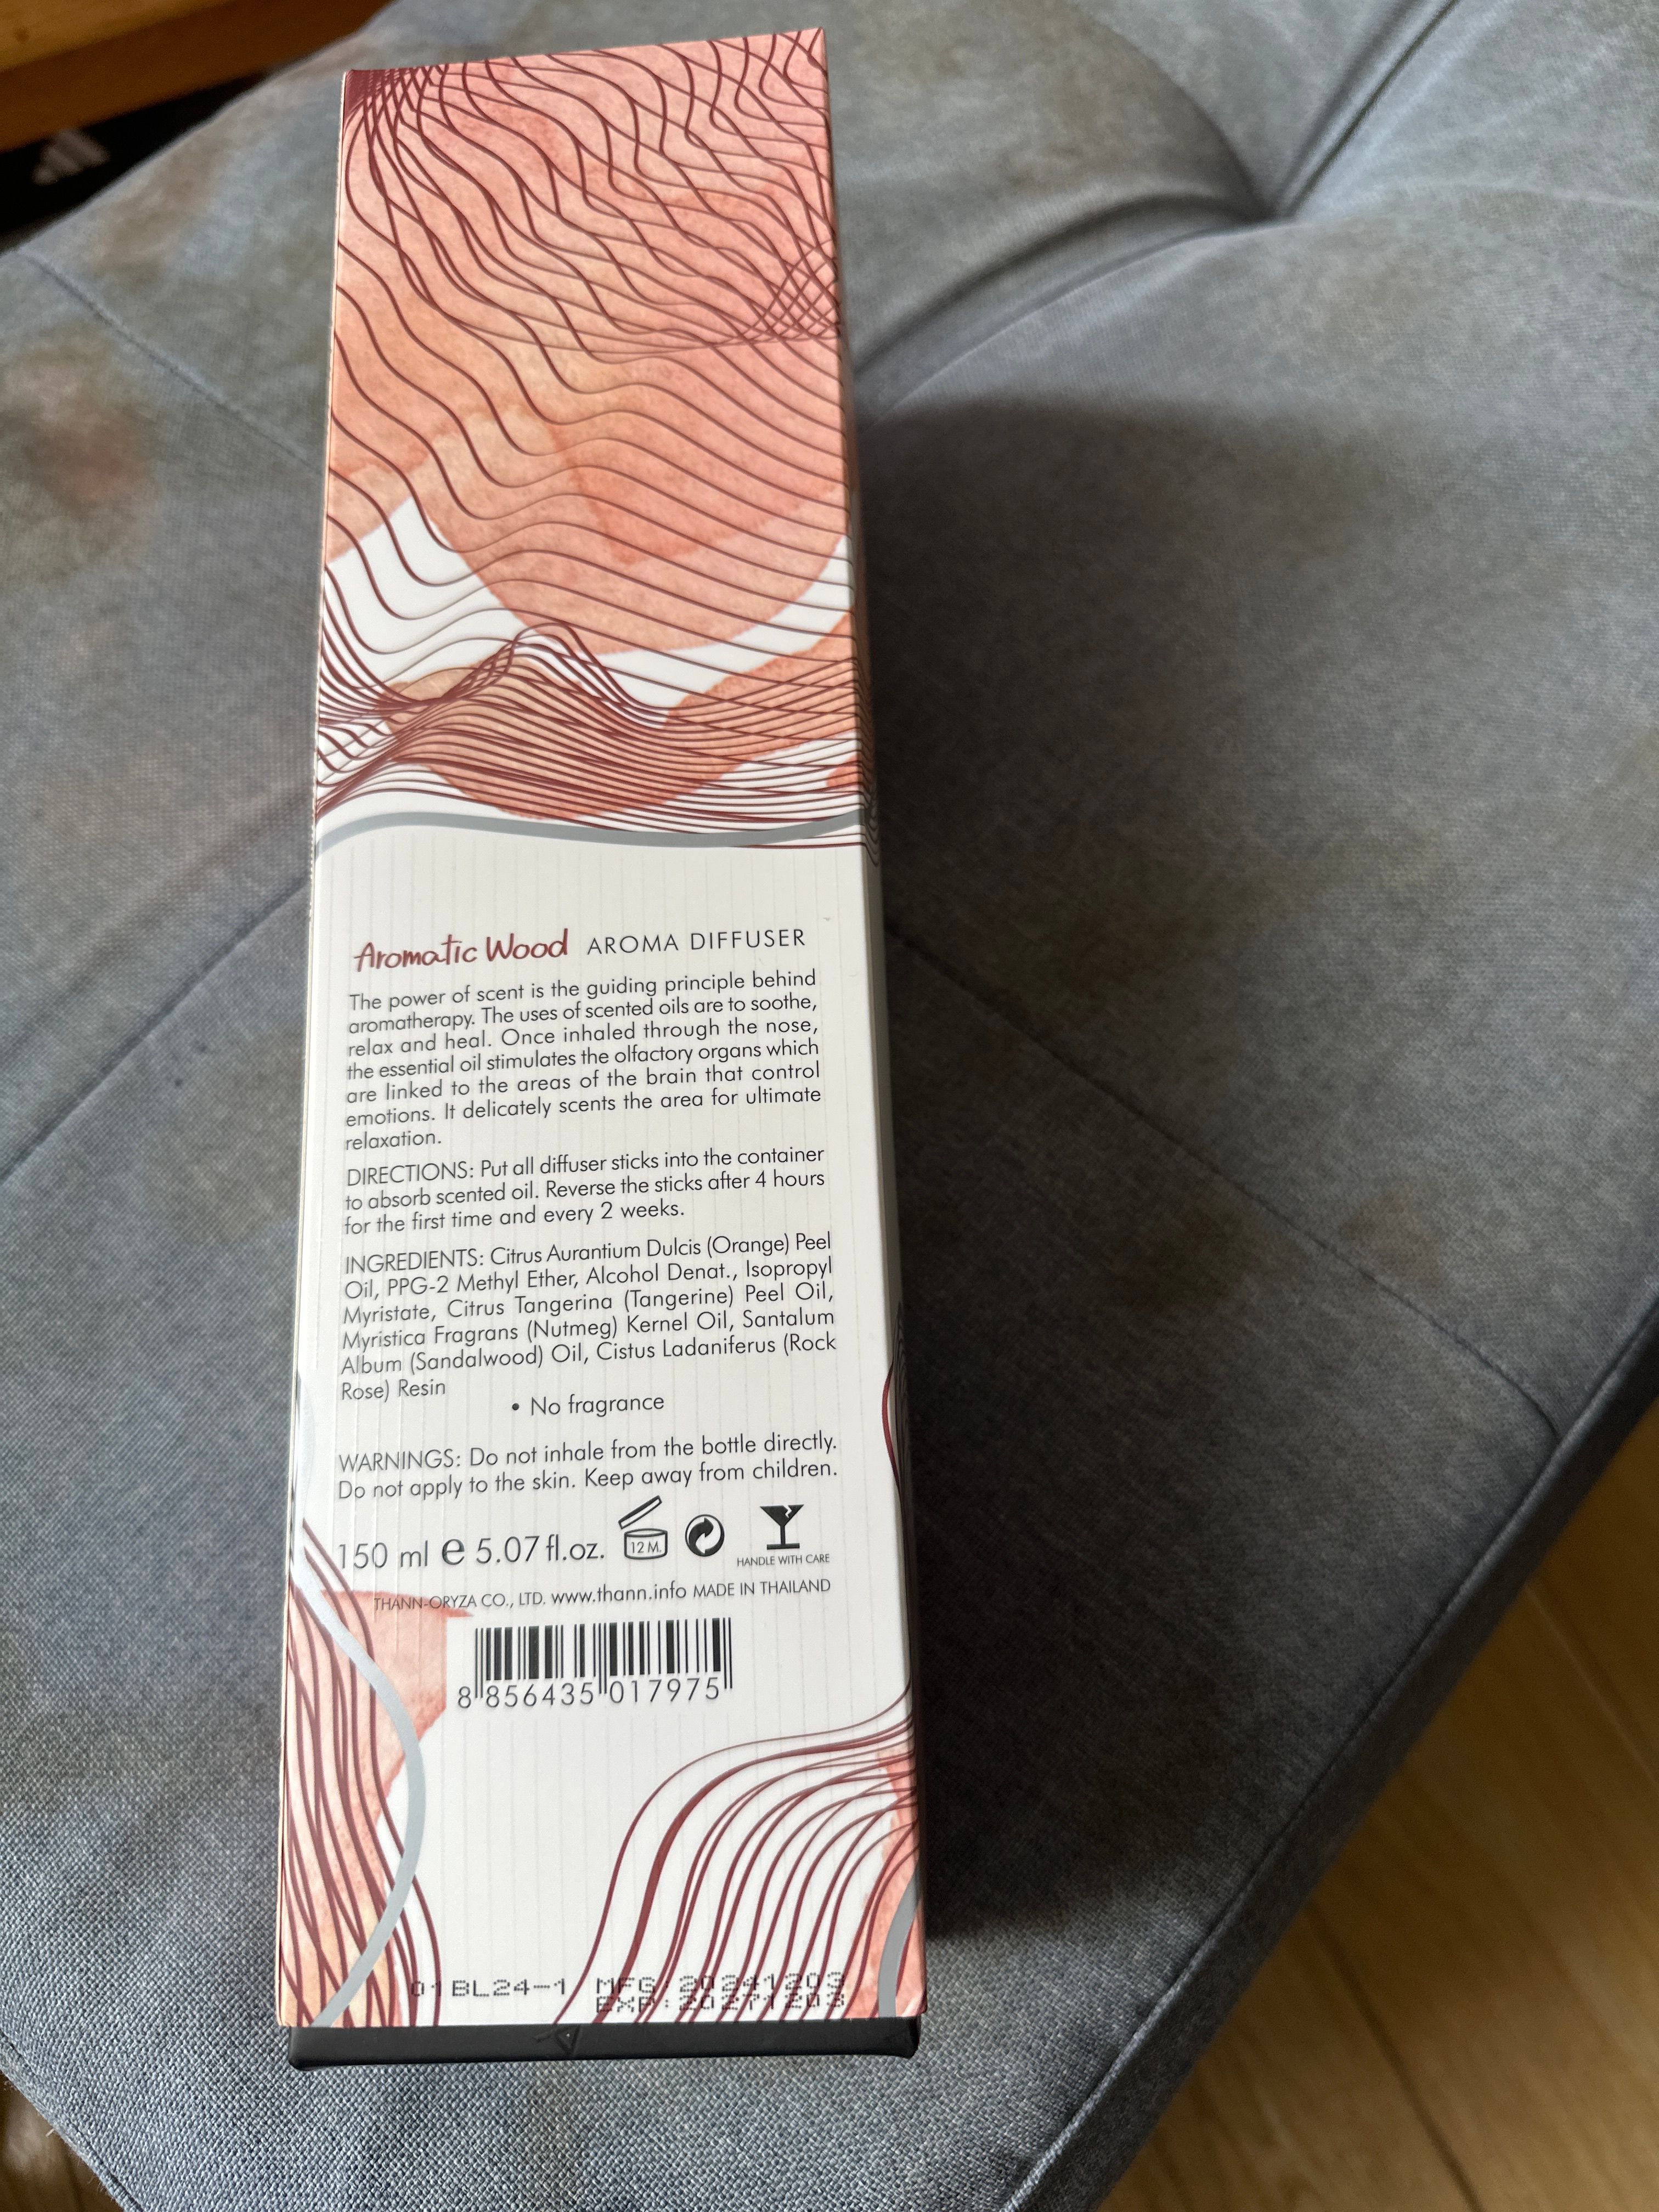 Aromatic Wood AROMA DIFFUSER
The power of scent is the guiding principle behind
aromatherapy. The uses of scented oils are to soothe,
relax and heal. Once inhaled through the nose,
the essential oil stimulates the olfactory organs which
are linked to the areas of the brain that control
emotions. It delicately scents the area for ultimate
relaxation.
DIRECTIONS: Put all diffuser sticks into the container
to absorb scented oil. Reverse the sticks after 4 hours
for the first time and every 2 weeks.
INGREDIENTS: Citrus Aurantium Dulcis (Orange) Peel
Oil, PPG-2 Methyl Ether, Alcohol Denat., Isopropyl
Myristate, Citrus Tangerina (Tangerine) Peel Oil,
Myristica Fragrans (Nutmeg) Kernel Oil, Santalum
Album (Sandalwood) Oil, Cistus Ladaniferus (Rock
Rose) Resin
• No fragrance
WARNINGS: Do not inhale from the bottle directly.
Do not apply to the skin. Keep away from children.
150 ml e 5.07 fl.oz. 12 M.
HANDLE WITH CARE
THANN-ORYZA CO., LTD. www.thann.info MADE IN THAILAND
8 856435 017975
01BL24-1 MFG:20241203
EXP:20271203